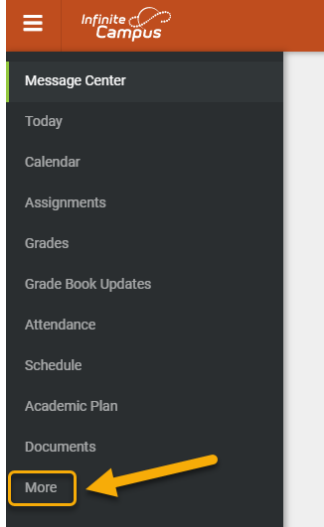 Infinite
Campus
Message Center
Today
Calendar
Assignments
Grades
Grade Book Updates
Attendance
Schedule
Academic Plan
Documents
More